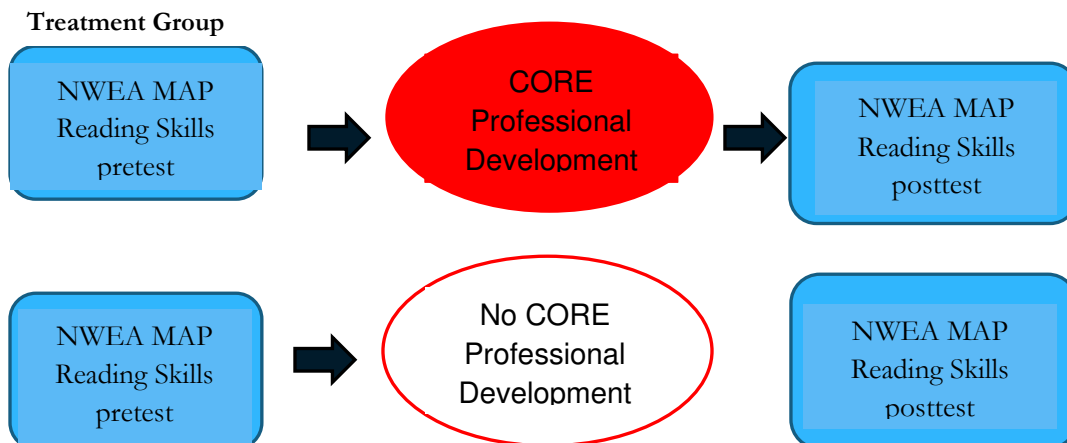 Treatment Group
NWEA MAP
Reading Skills
pretest
CORE
Professional
Development
NWEA MAP
Reading Skills
posttest
NWEA MAP
Reading Skills
pretest
No CORE
Professional
Development
NWEA MAP
Reading Skills
posttest